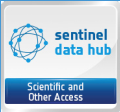 sentinel
data hub
Scientific and
Other Access